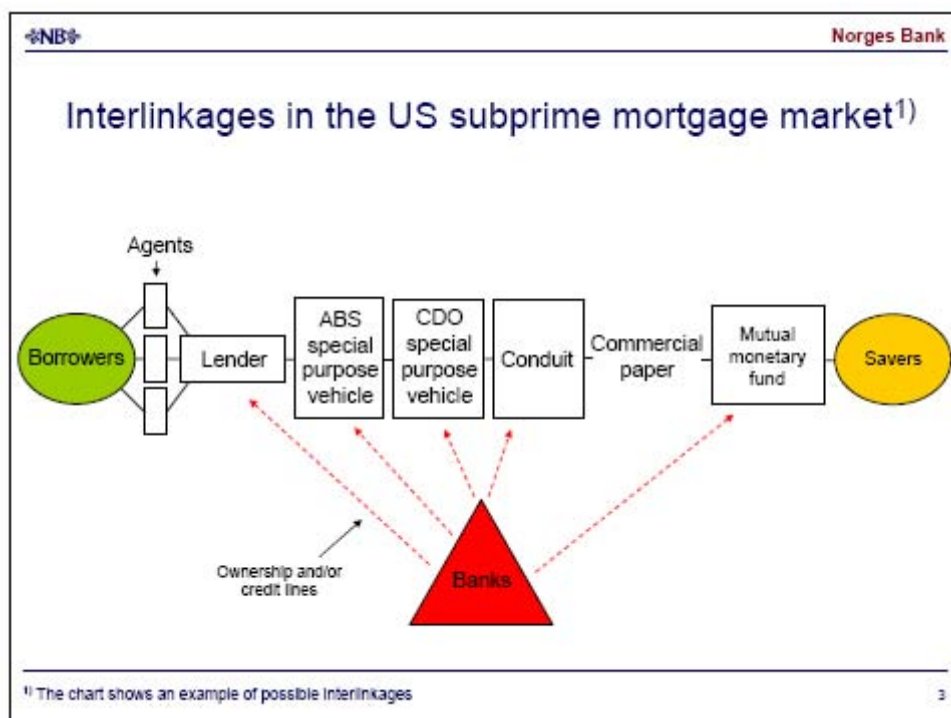 NB
Norges Bank
Interlinkages in the US subprime mortgage market1)
Agents
Borrowers
Lender
ABS
special
purpose
vehicle
CDO
special
purpose
vehicle
Conduit
Commercial
paper
Mutual
monetary
fund
Savers
Ownership and/or
credit lines
Banks
1) The chart shows an example of possible interlinkages
3